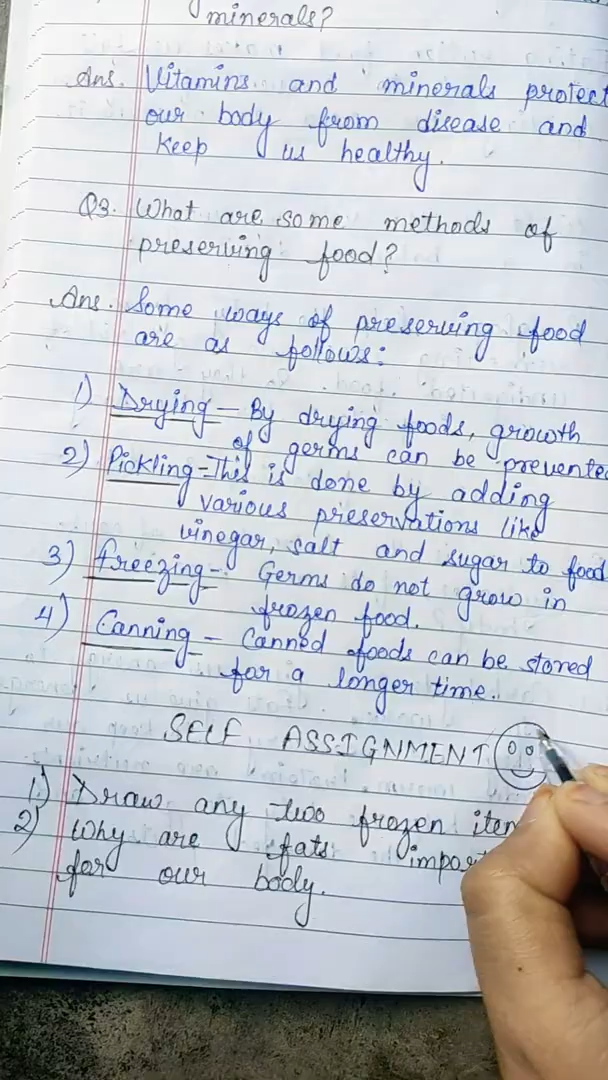 minerals?
Ans. Vitamins and minerals protect
our body from disease and
keep us healthy.
Q3. What are some methods of
preserving food?
Ans. Some ways of preserving food
are as follows:
1) Drying - By drying foods, growth
of germs can be prevente
2) Pickling - This is done by adding
various preservations like
vinegar, salt and sugar to food
3) freezing - Germs do not grow in
frozen food.
4) Canning - Canned foods can be stored
for a longer time.
SELF ASSIGNMENT
1) Draw any two frozen
2) Why are fats
for our body.